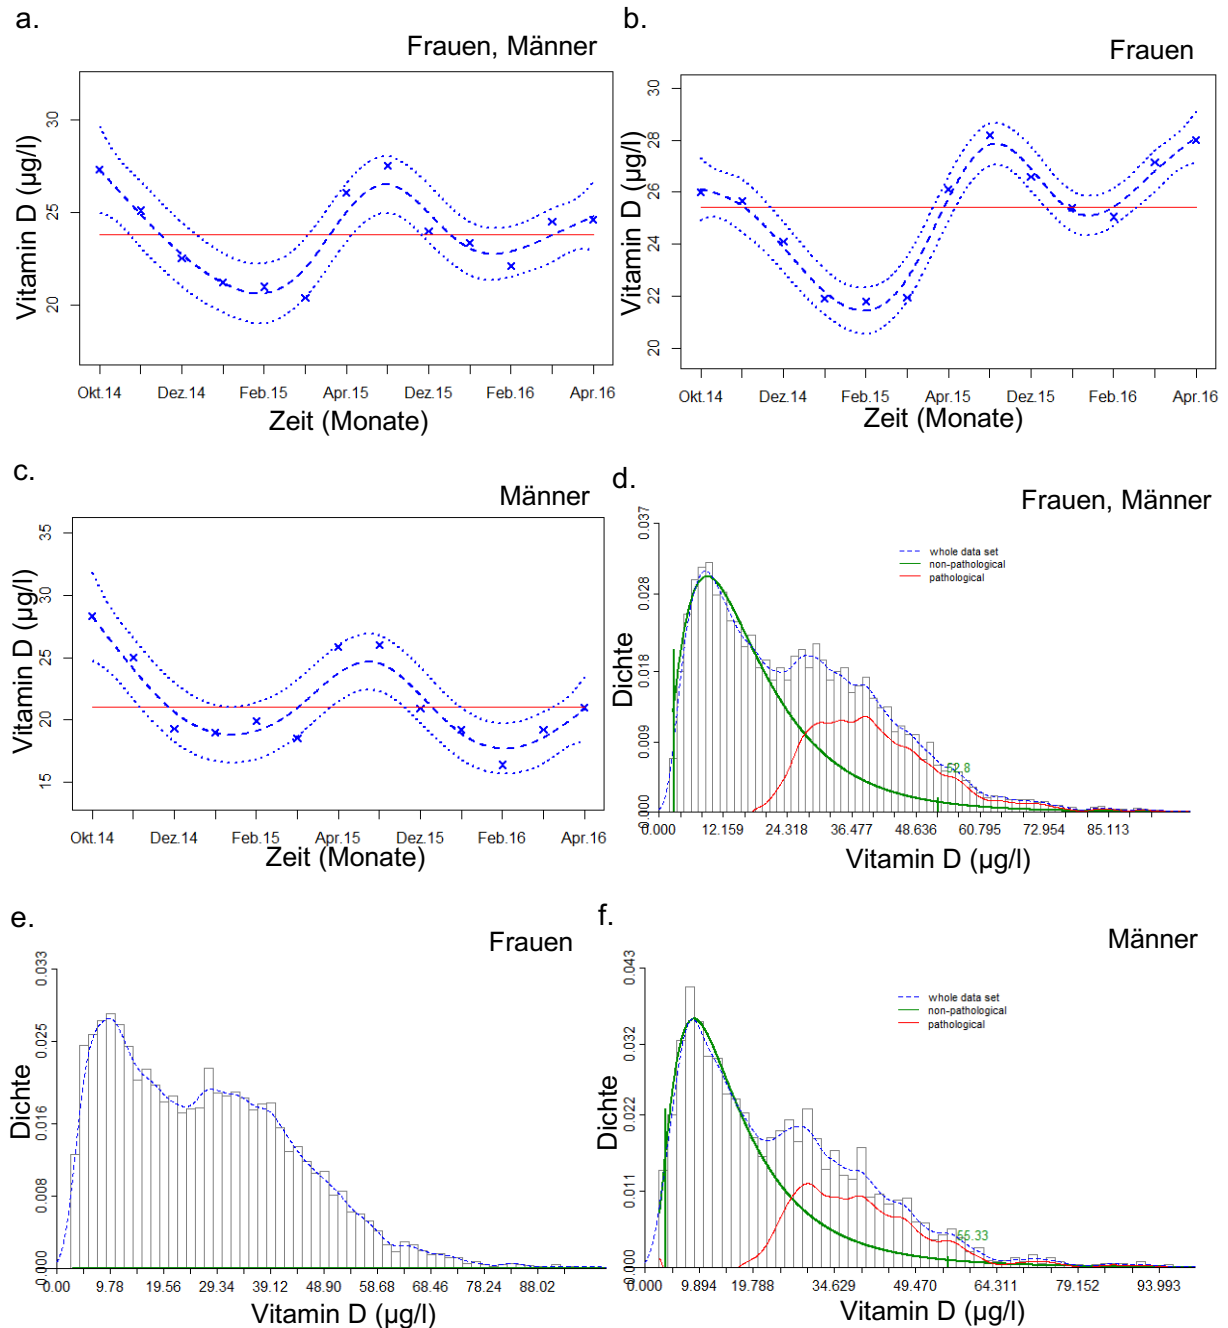 a.
Frauen, Männer
Vitamin D (µg/l)
30
25
20
Okt.14 Dez.14 Feb.15 Apr.15 Dez.15 Feb.16 Apr.16
Zeit (Monate)
b.
Frauen
Vitamin D (µg/l)
30
28
26
24
22
20
Okt.14 Dez.14 Feb.15 Apr.15 Dez.15 Feb.16 Apr.16
Zeit (Monate)
c.
Männer
Vitamin D (µg/l)
35
30
25
20
15
Okt.14 Dez.14 Feb.15 Apr.15 Dez.15 Feb.16 Apr.16
Zeit (Monate)
d.
Frauen, Männer
whole data set
non-pathological
pathological
Dichte
0.037
0.028
0.018
0.009
0.000
52.8
0.000 12.159 24.318 36.477 48.636 60.795 72.954 85.113
Vitamin D (µg/l)
e.
Frauen
Dichte
0.033
0.025
0.016
0.008
0.000
0.00 9.78 19.56 29.34 39.12 48.90 58.68 68.46 78.24 88.02
Vitamin D (µg/l)
f.
Männer
whole data set
non-pathological
pathological
Dichte
0.043
0.032
0.022
0.011
0.000
55.33
0.000 9.894 19.788 34.629 49.470 64.311 79.152 93.993
Vitamin D (µg/l)